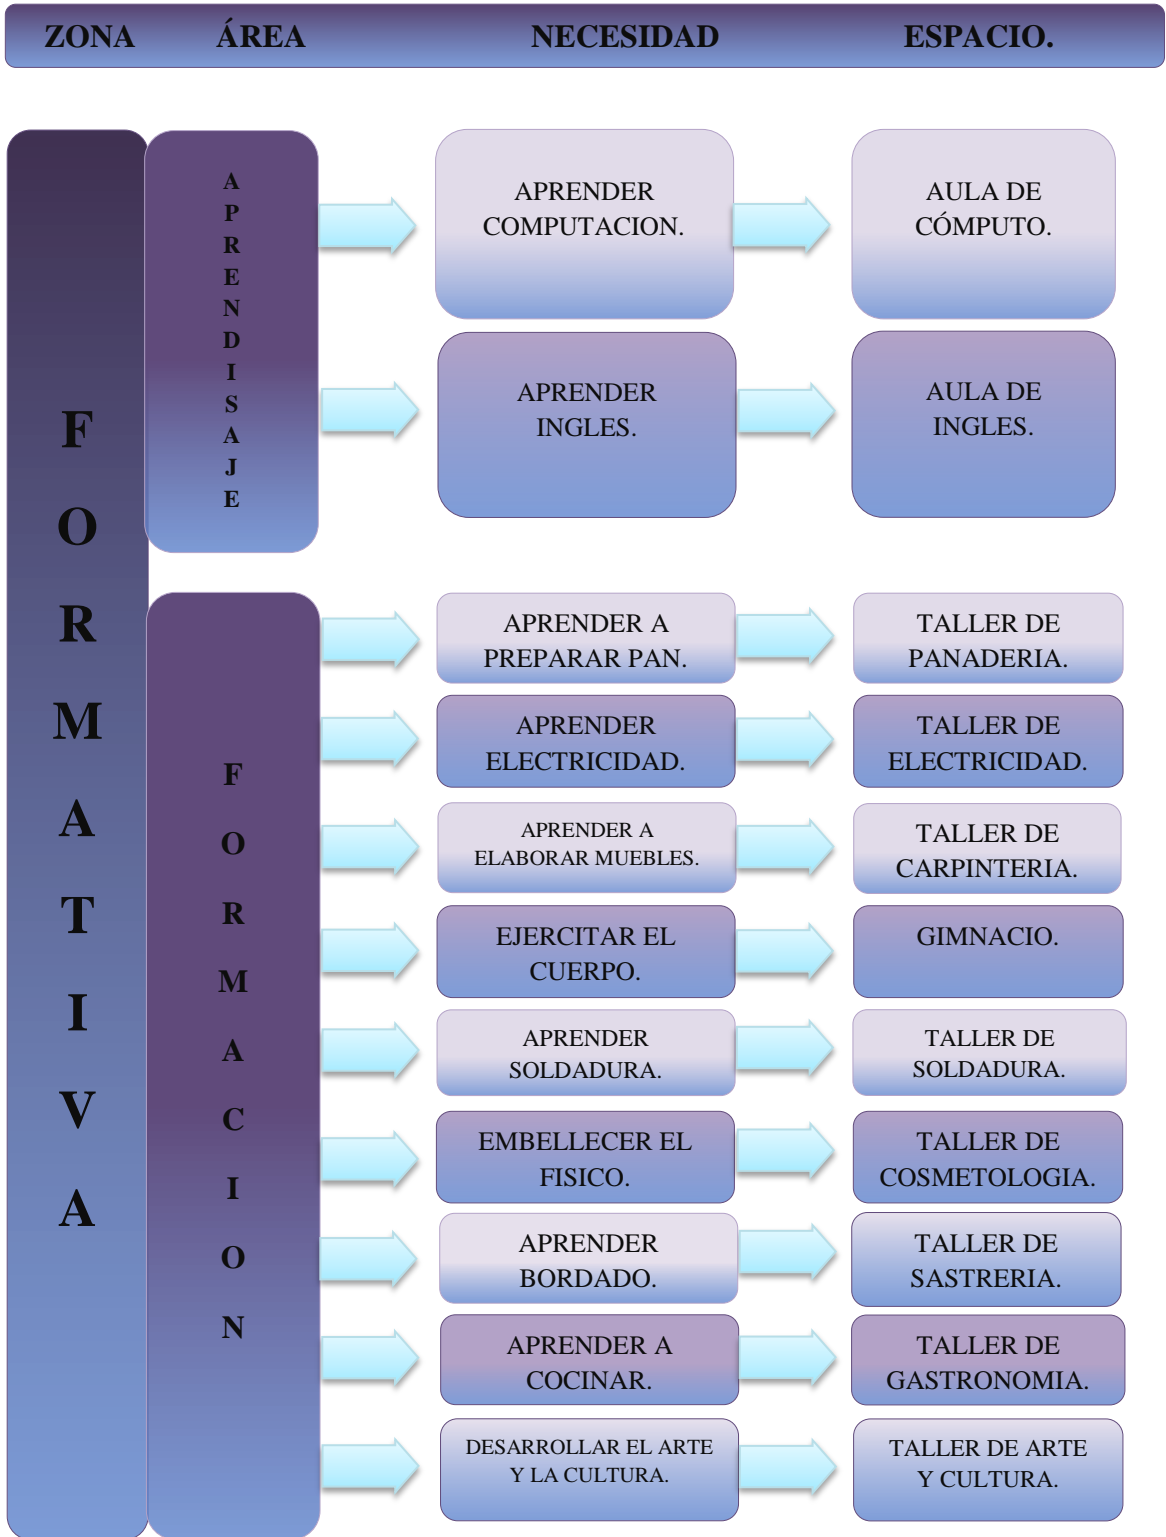 ZONA ÁREA NECESIDAD ESPACIO.
FORMATIVA
APRENDISAJE
APRENDER
COMPUTACION.
AULA DE
CÓMPUTO.
APRENDER
INGLES.
AULA DE
INGLES.
FORMACION
APRENDER A
PREPARAR PAN.
TALLER DE
PANADERIA.
APRENDER
ELECTRICIDAD.
TALLER DE
ELECTRICIDAD.
APRENDER A
ELABORAR MUEBLES.
TALLER DE
CARPINTERIA.
EJERCITAR EL
CUERPO.
GIMNACIO.
APRENDER
SOLDADURA.
TALLER DE
SOLDADURA.
EMBELLECER EL
FISICO.
TALLER DE
COSMETOLOGIA.
APRENDER
BORDADO.
TALLER DE
SASTRERIA.
APRENDER A
COCINAR.
TALLER DE
GASTRONOMIA.
DESARROLLAR EL ARTE
Y LA CULTURA.
TALLER DE ARTE
Y CULTURA.